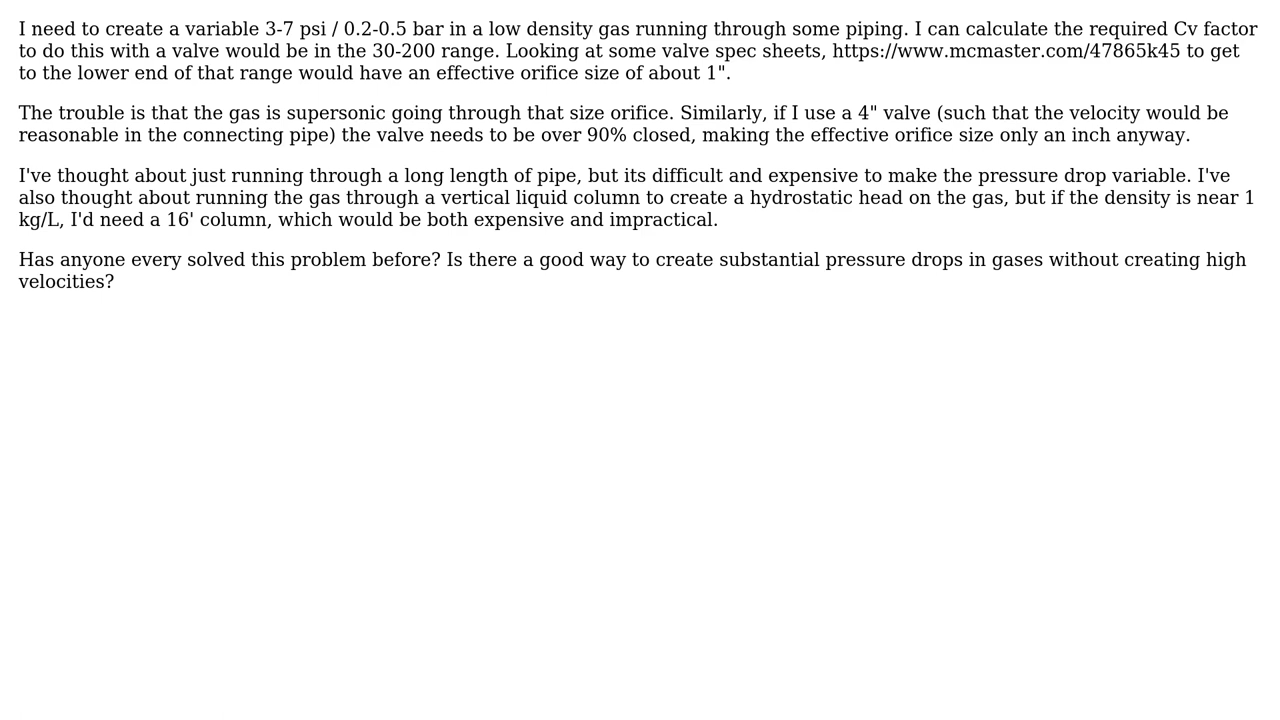 I need to create a variable 3-7 psi / 0.2-0.5 bar in a low density gas running through some piping. I can calculate the required Cv factor
to do this with a valve would be in the 30-200 range. Looking at some valve spec sheets, https://www.mcmaster.com/47865k45 to get
to the lower end of that range would have an effective orifice size of about 1".
The trouble is that the gas is supersonic going through that size orifice. Similarly, if I use a 4" valve (such that the velocity would be
reasonable in the connecting pipe) the valve needs to be over 90% closed, making the effective orifice size only an inch anyway.
I've thought about just running through a long length of pipe, but its difficult and expensive to make the pressure drop variable. I've
also thought about running the gas through a vertical liquid column to create a hydrostatic head on the gas, but if the density is near 1
kg/L, I'd need a 16' column, which would be both expensive and impractical.
Has anyone every solved this problem before? Is there a good way to create substantial pressure drops in gases without creating high
velocities?